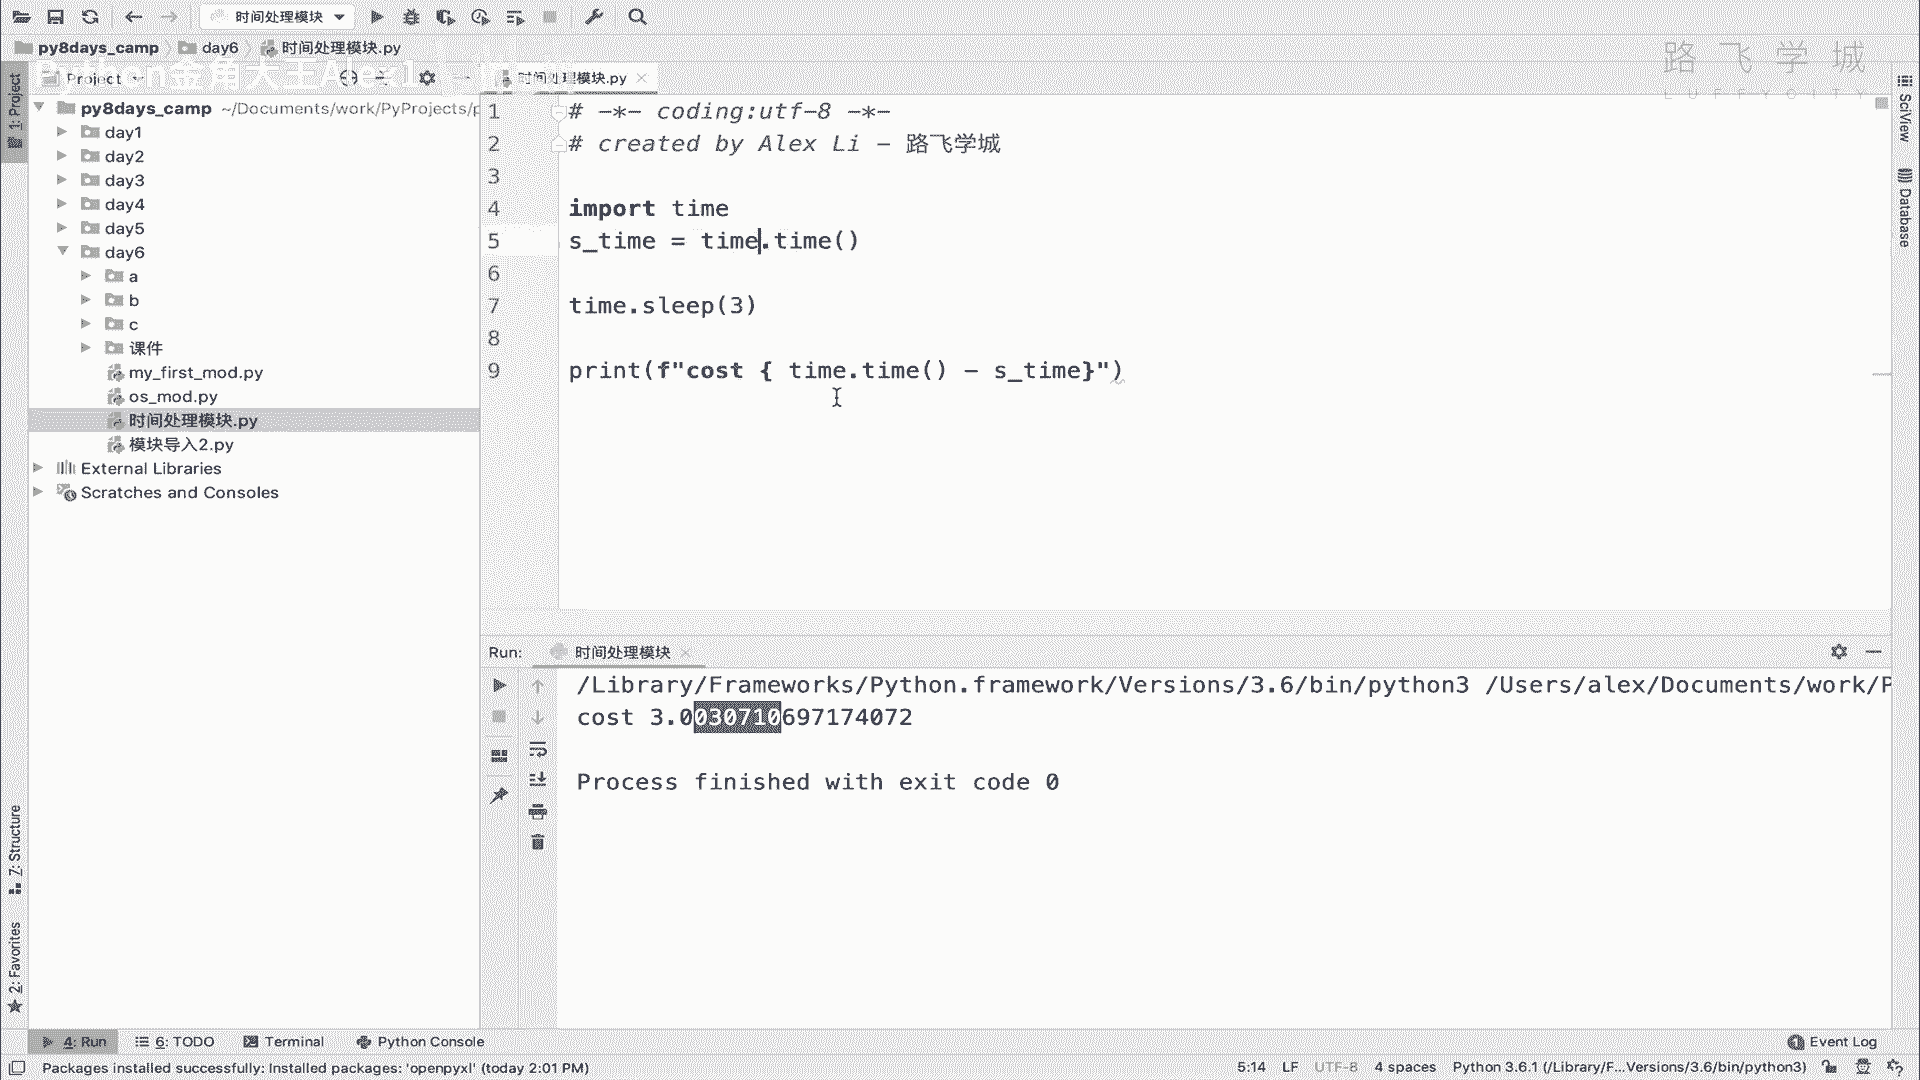 时间处理模块
py8days_camp
day6
时间处理模块.py
路飞学城
LUFFYCITY
Python金角大王Alex1
Project
时间处理模块.py
1: Project
py8days_camp ~/Documents/work/PyProjects/p
day1
day2
day3
day4
day5
day6
a
b
c
课件
my_first_mod.py
os_mod.py
时间处理模块.py
模块导入2.py
External Libraries
Scratches and Consoles
1 # -*- coding:utf-8 -*-
2 # created by Alex Li - 路飞学城
3
4 import time
5 s_time = time.time()
6
7 time.sleep(3)
8
9 print(f"cost { time.time() - s_time}")
SciView
Database
Run: 时间处理模块
/Library/Frameworks/Python.framework/Versions/3.6/bin/python3 /Users/alex/Documents/work/P
cost 3.0030710697174072
Process finished with exit code 0
7: Structure
2: Favorites
4: Run
6: TODO
Terminal
Python Console
Event Log
Packages installed successfully: Installed packages: 'openpyxl' (today 2:01 PM)
5:14 LF UTF-8 4 spaces Python 3.6.1 (/Library/F...Versions/3.6/bin/python3)